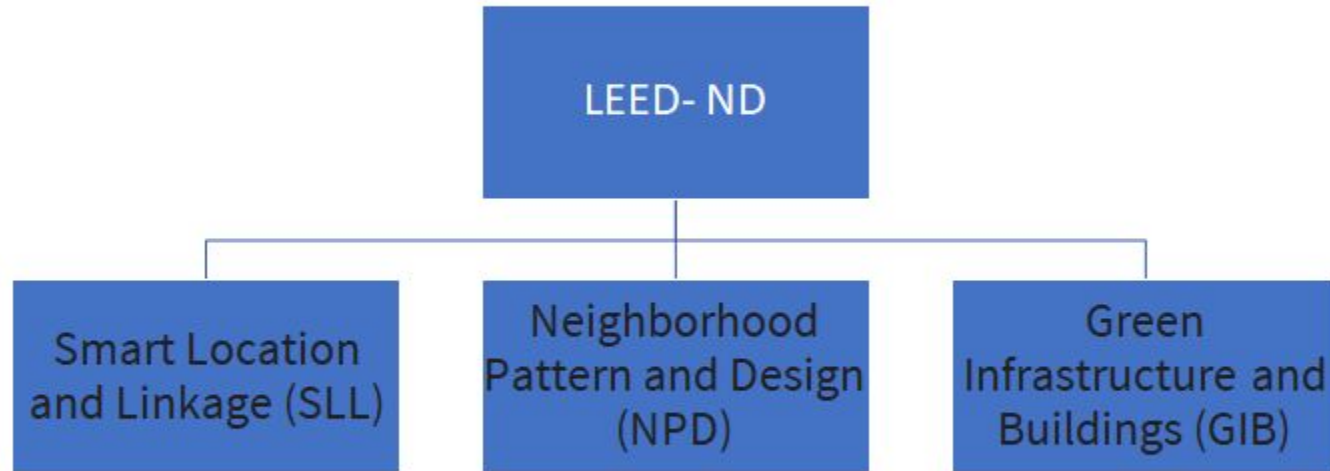 LEED- ND
Smart Location
and Linkage (SLL)
Neighborhood
Pattern and Design
(NPD)
Green
Infrastructure and
Buildings (GIB)